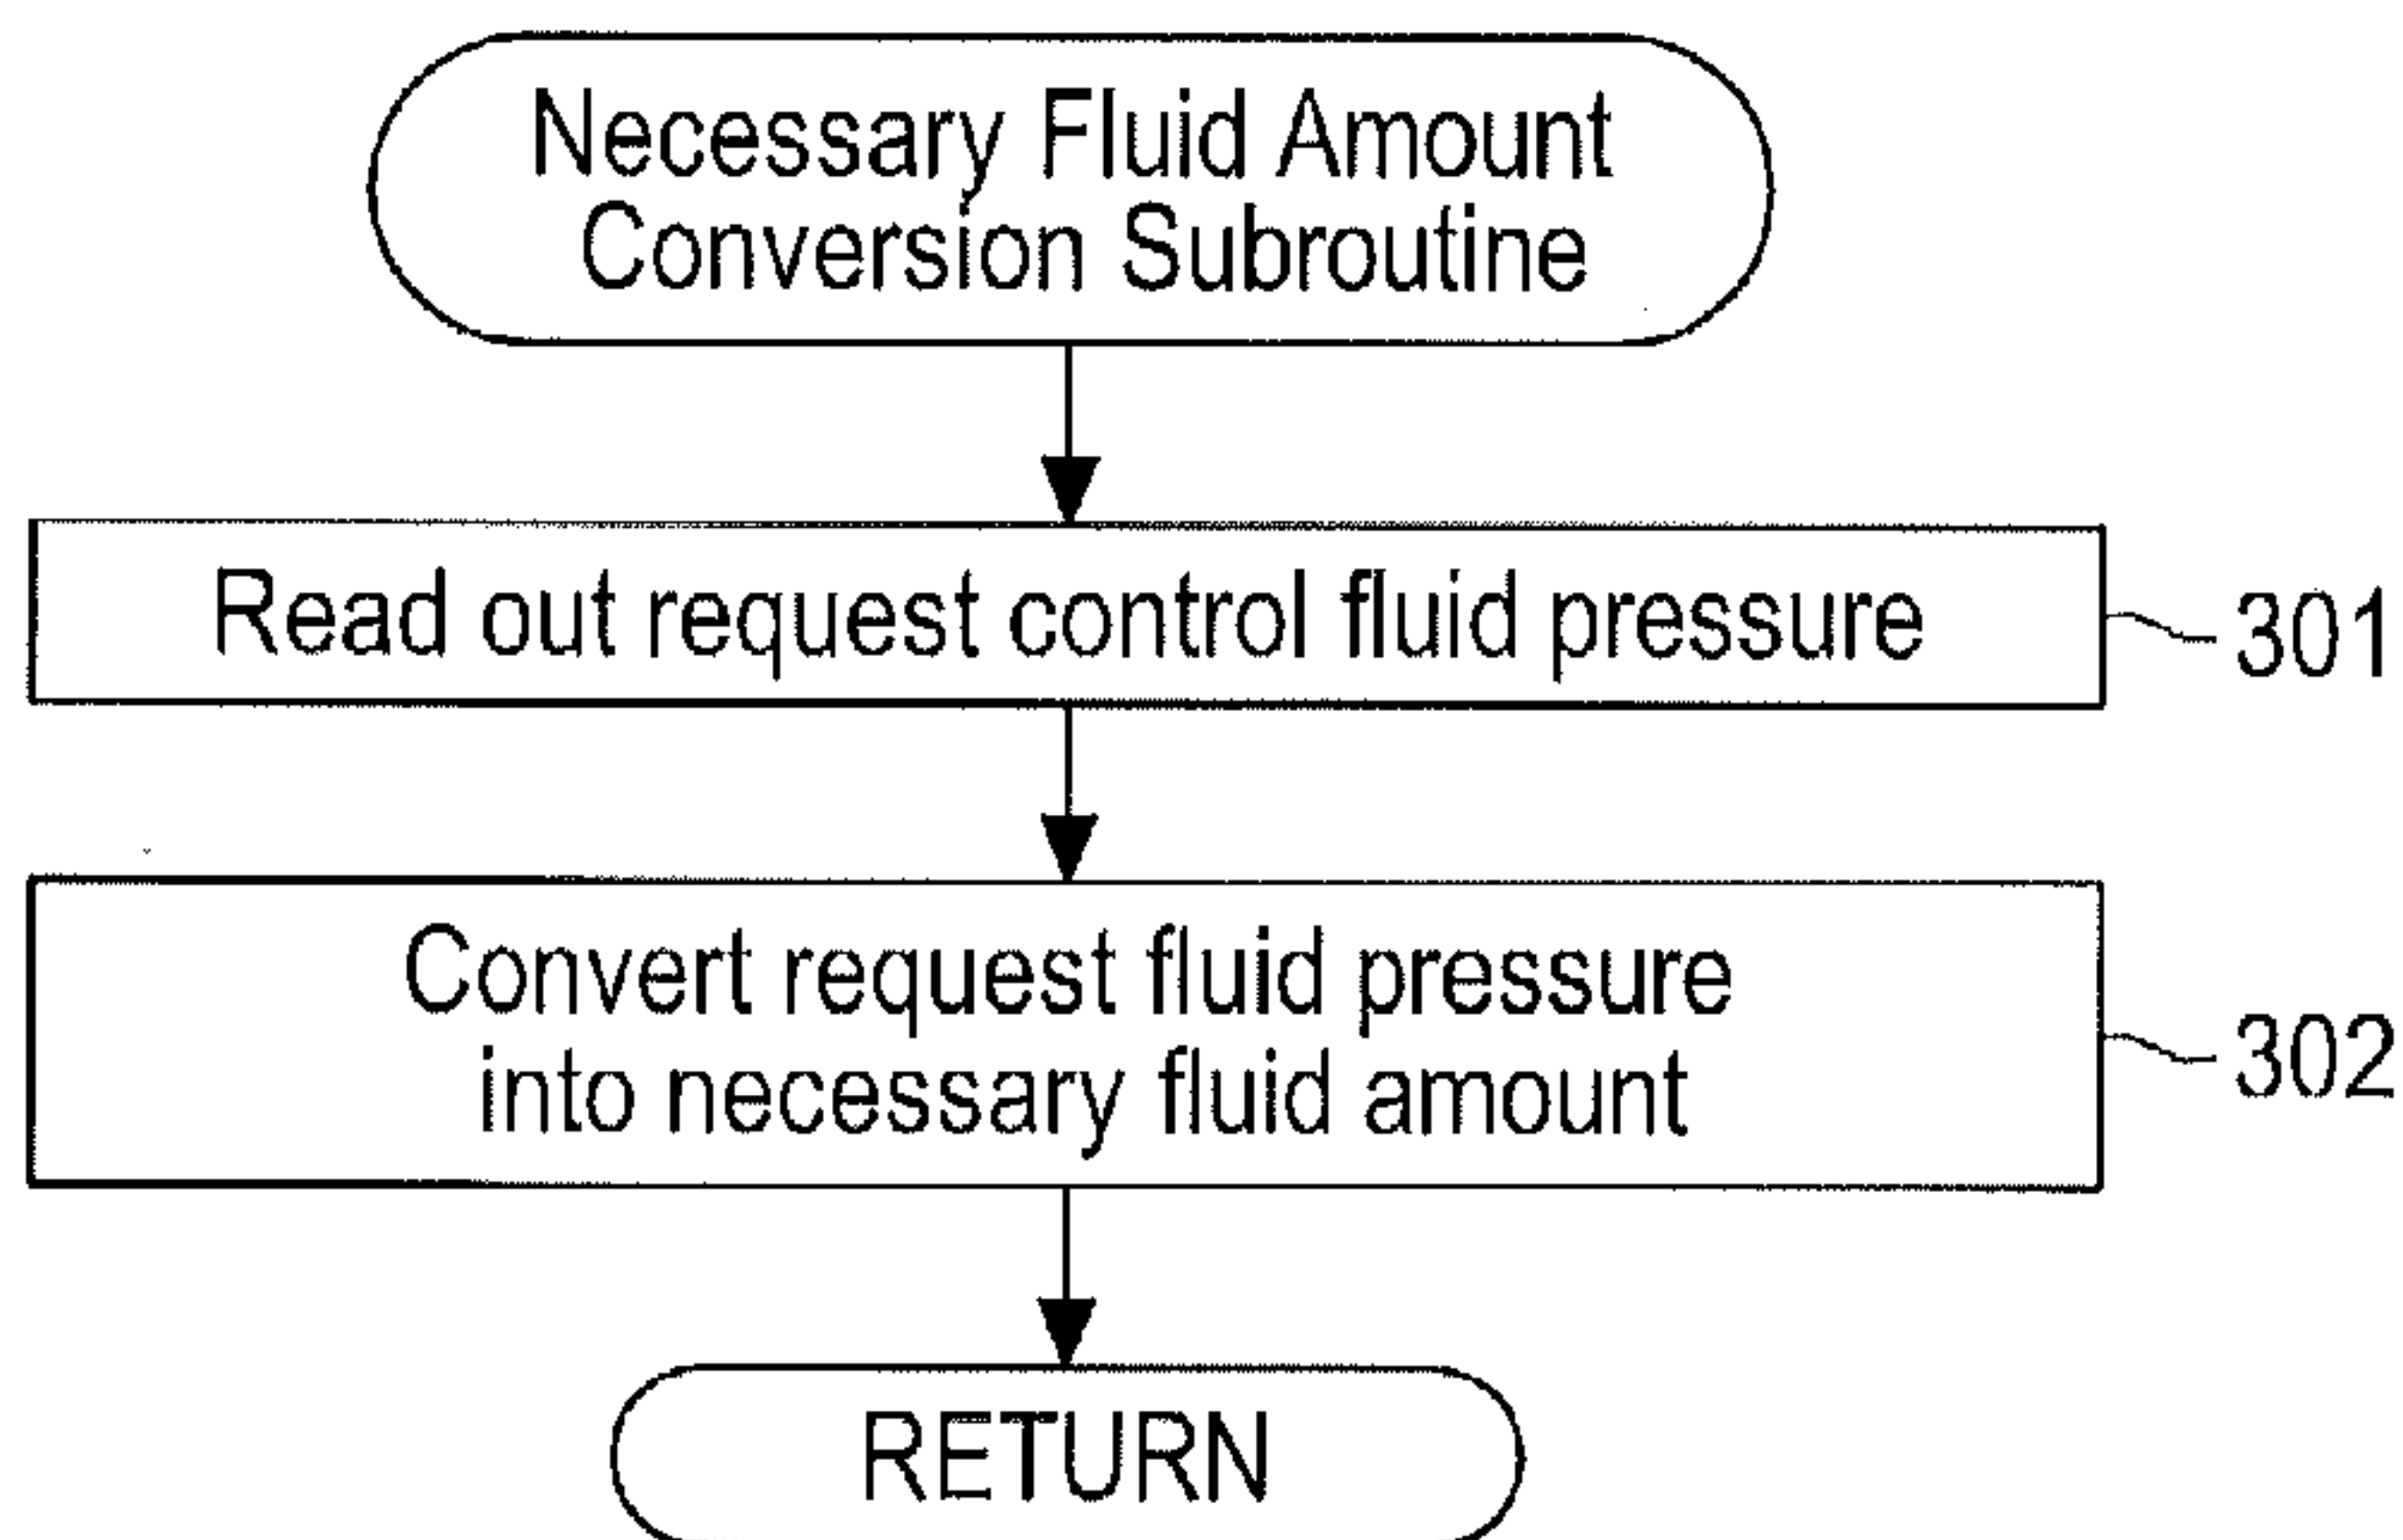 Necessary Fluid Amount
Conversion Subroutine
Read out request control fluid pressure
301
Convert request fluid pressure
into necessary fluid amount
302
RETURN